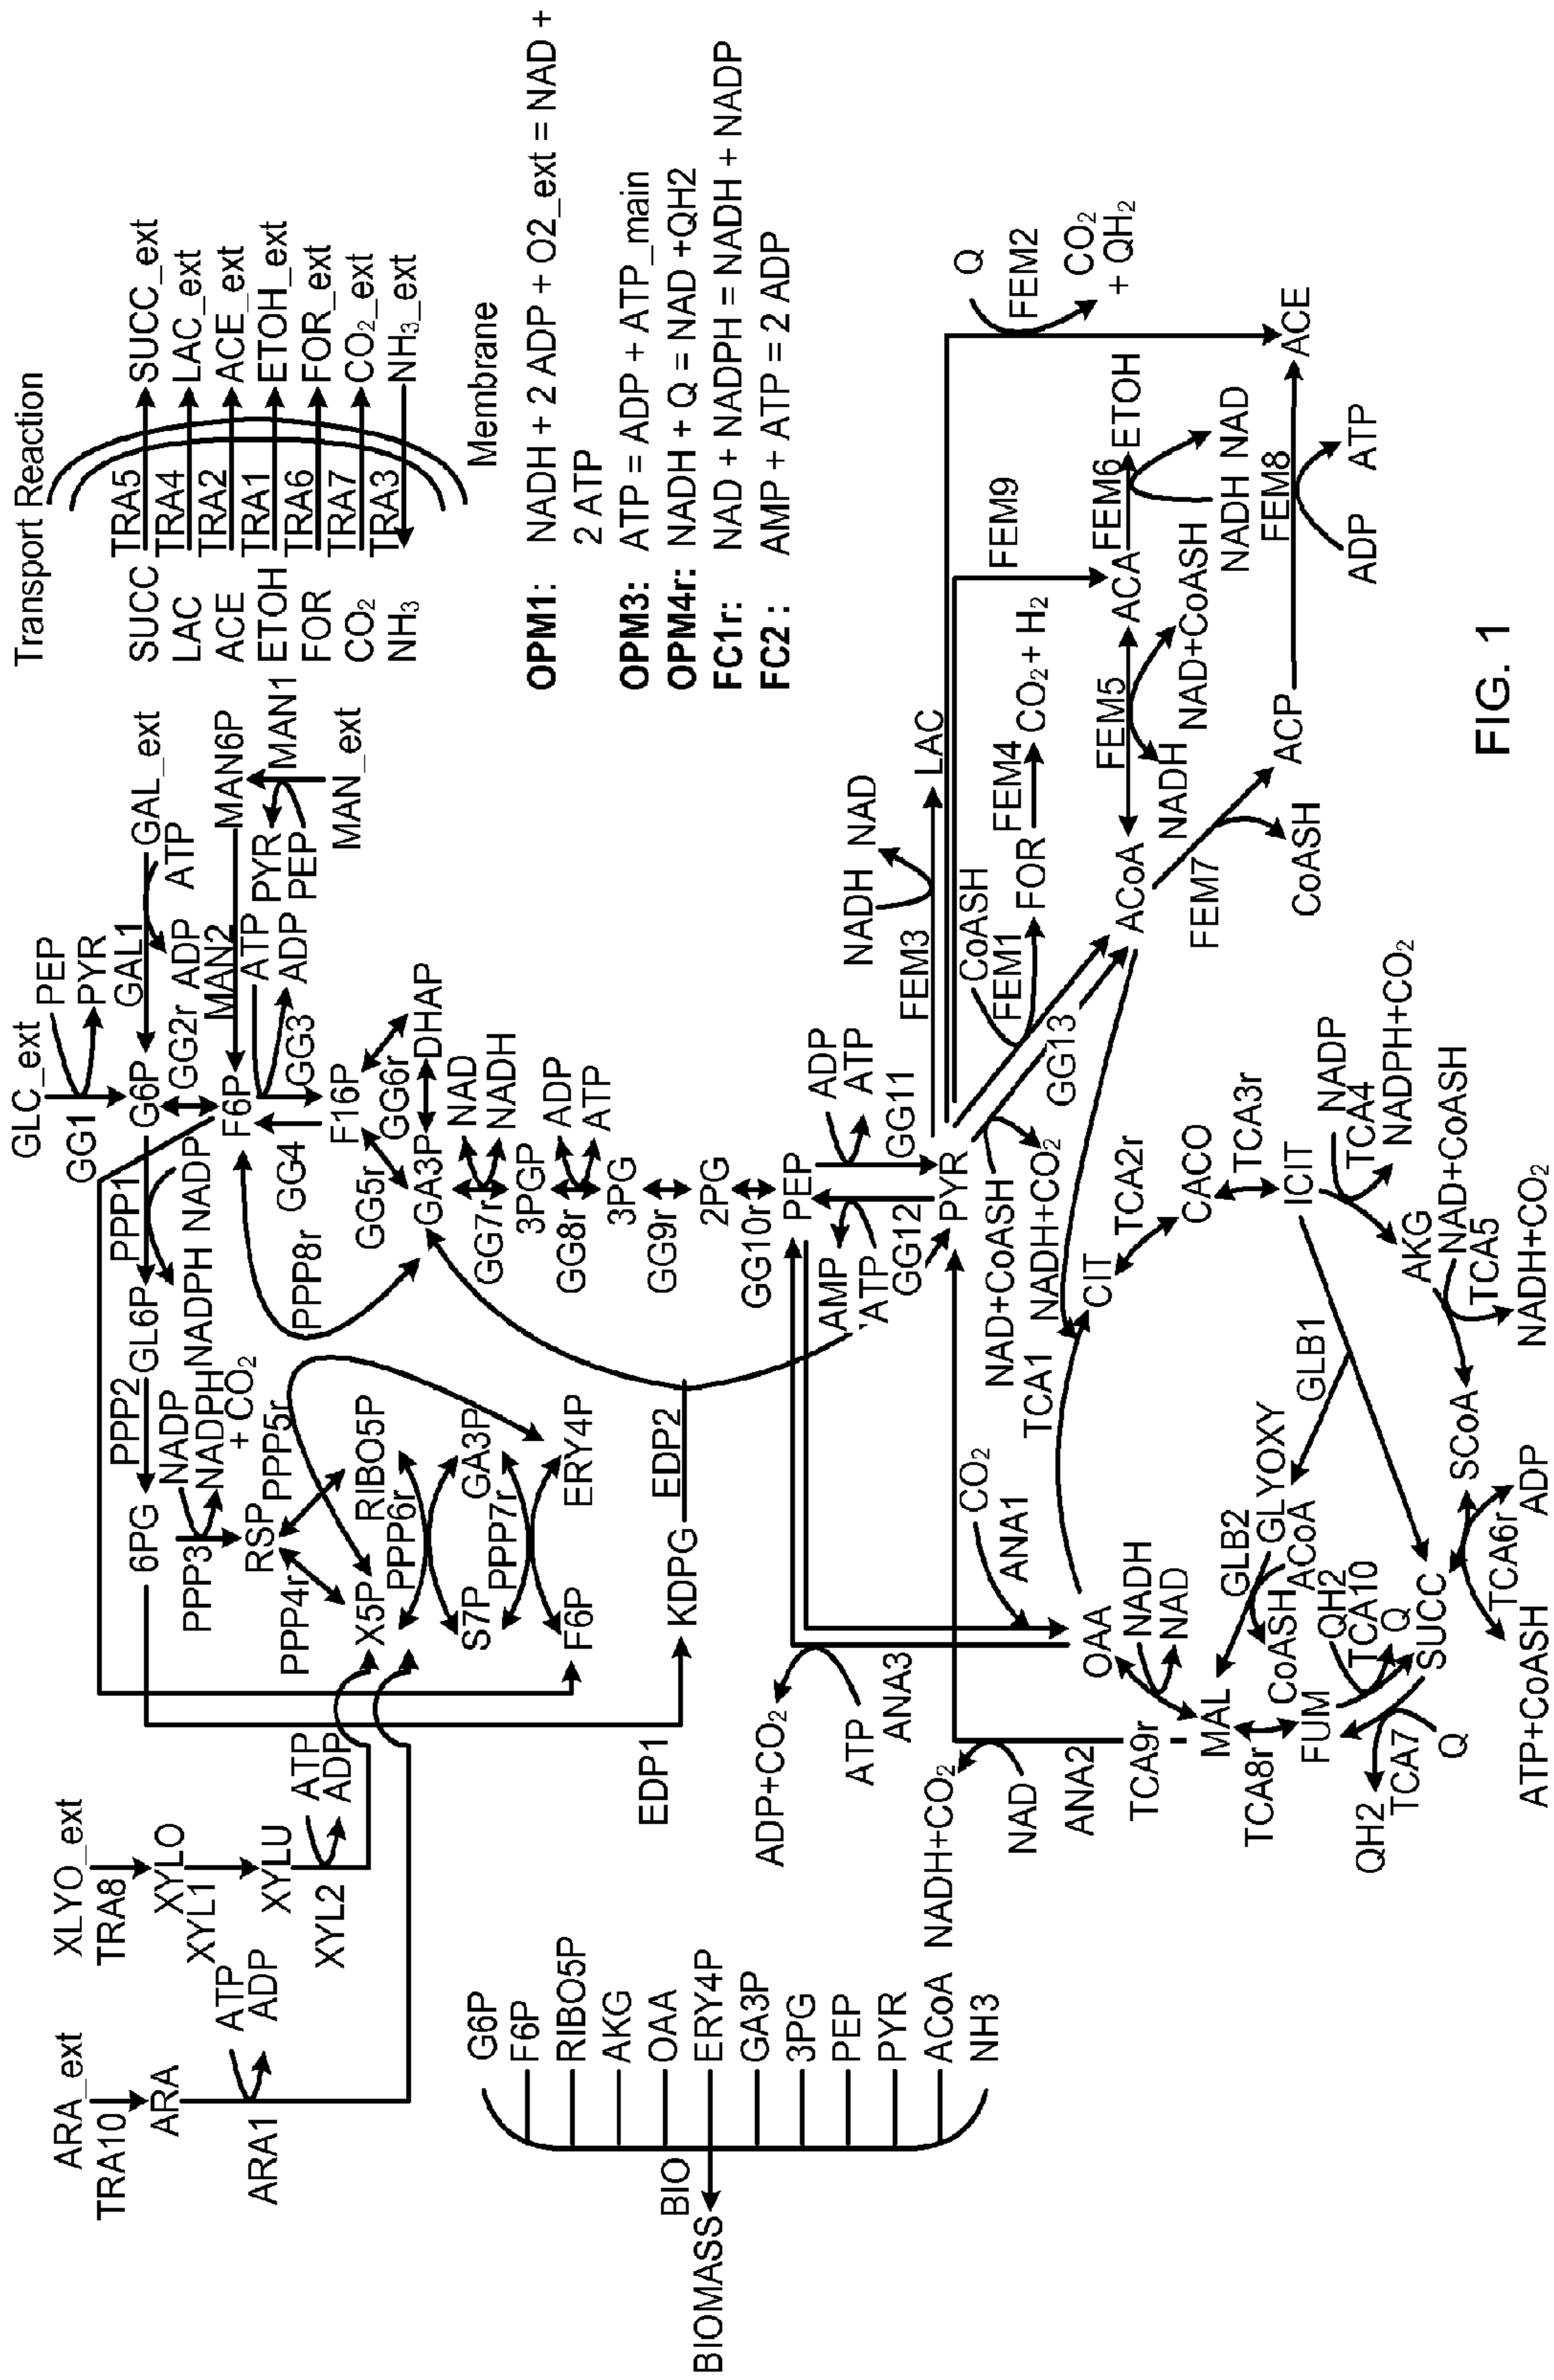 ARA_ext
TRA10
ARA
ARA1
ATP
ADP
XLYO_ext
TRA8
XYLO
XYL1
XYLU
XYL2
ATP
ADP
GLC_ext
GG1
PEP
PYR
G6P
GAL1
GAL_ext
ATP
ADP
GG2r
PPP1
NADP
NADPH
GL6P
PPP2
6PG
NADP
NADPH
+ CO2
PPP3
RSP
PPP5r
PPP4r
X5P
RIBO5P
PPP6r
S7P
GA3P
PPP7r
F6P
ERY4P
F6P
MAN2
MAN6P
MAN1
PYR
PEP
MAN_ext
ATP
ADP
GG3
GG4
PPP8r
F16P
GG5r
GG6r
DHAP
GA3P
NAD
NADH
GG7r
3PGP
ADP
ATP
GG8r
3PG
GG9r
2PG
GG10r
PEP
EDP1
KDPG
EDP2
ADP
ATP
GG11
AMP
ATP
GG12
PYR
Transport Reaction
SUCC TRA5 SUCC_ext
LAC TRA4 LAC_ext
ACE TRA2 ACE_ext
ETOH TRA1 ETOH_ext
FOR TRA6 FOR_ext
CO2 TRA7 CO2_ext
NH3 TRA3 NH3_ext
Membrane
OPM1: NADH + 2 ADP + O2_ext = NAD +
2 ATP
OPM3: ATP = ADP + ATP_main
OPM4r: NADH + Q = NAD +QH2
FC1r: NAD + NADPH = NADH + NADP
FC2 : AMP + ATP = 2 ADP
G6P
F6P
RIBO5P
AKG
OAA
ERY4P
GA3P
3PG
PEP
PYR
ACoA
NH3
BIO
BIOMASS
ADP+CO2
ATP
ANA3
CO2
ANA1
NADH+CO2
NAD
ANA2
NAD+CoASH
NADH+CO2
GG13
NADH
NAD
FEM3
LAC
CoASH
FEM1
FOR
FEM4
CO2 + H2
FEM9
Q
FEM2
CO2
+ QH2
ACoA
FEM5
NADH
NAD+CoASH
ACA
FEM6
ETOH
NADH
NAD
FEM7
CoASH
ACP
FEM8
ADP
ATP
ACE
OAA
TCA1
CIT
TCA2r
CACO
TCA3r
ICIT
NADP
TCA4
NADPH+CO2
AKG
NAD+CoASH
TCA5
NADH+CO2
NADH
NAD
TCA9r
MAL
TCA8r
FUM
GLB1
GLB2
GLYOXY
ACoA
CoASH
QH2
TCA10
Q
SUCC
QH2
TCA7
Q
SCoA
TCA6r
ADP
ATP+CoASH
FIG. 1